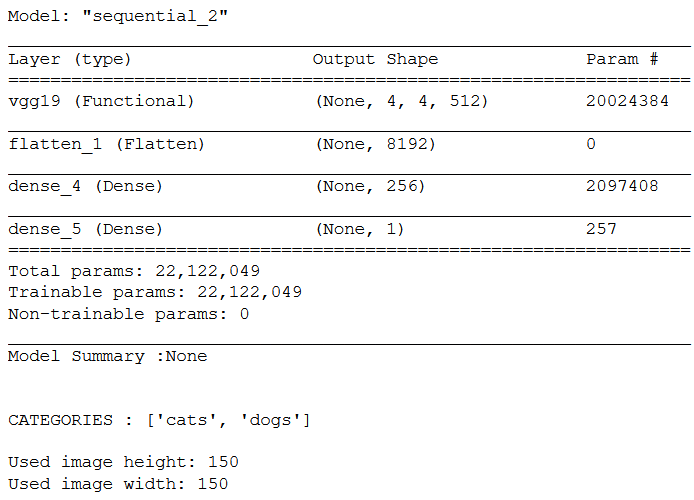 Model: "sequential_2"
Layer (type) Output Shape Param #
=================================================================
vgg19 (Functional) (None, 4, 4, 512) 20024384
flatten_1 (Flatten) (None, 8192) 0
dense_4 (Dense) (None, 256) 2097408
dense_5 (Dense) (None, 1) 257
=================================================================
Total params: 22,122,049
Trainable params: 22,122,049
Non-trainable params: 0
Model Summary :None
CATEGORIES : ['cats', 'dogs']
Used image height: 150
Used image width: 150